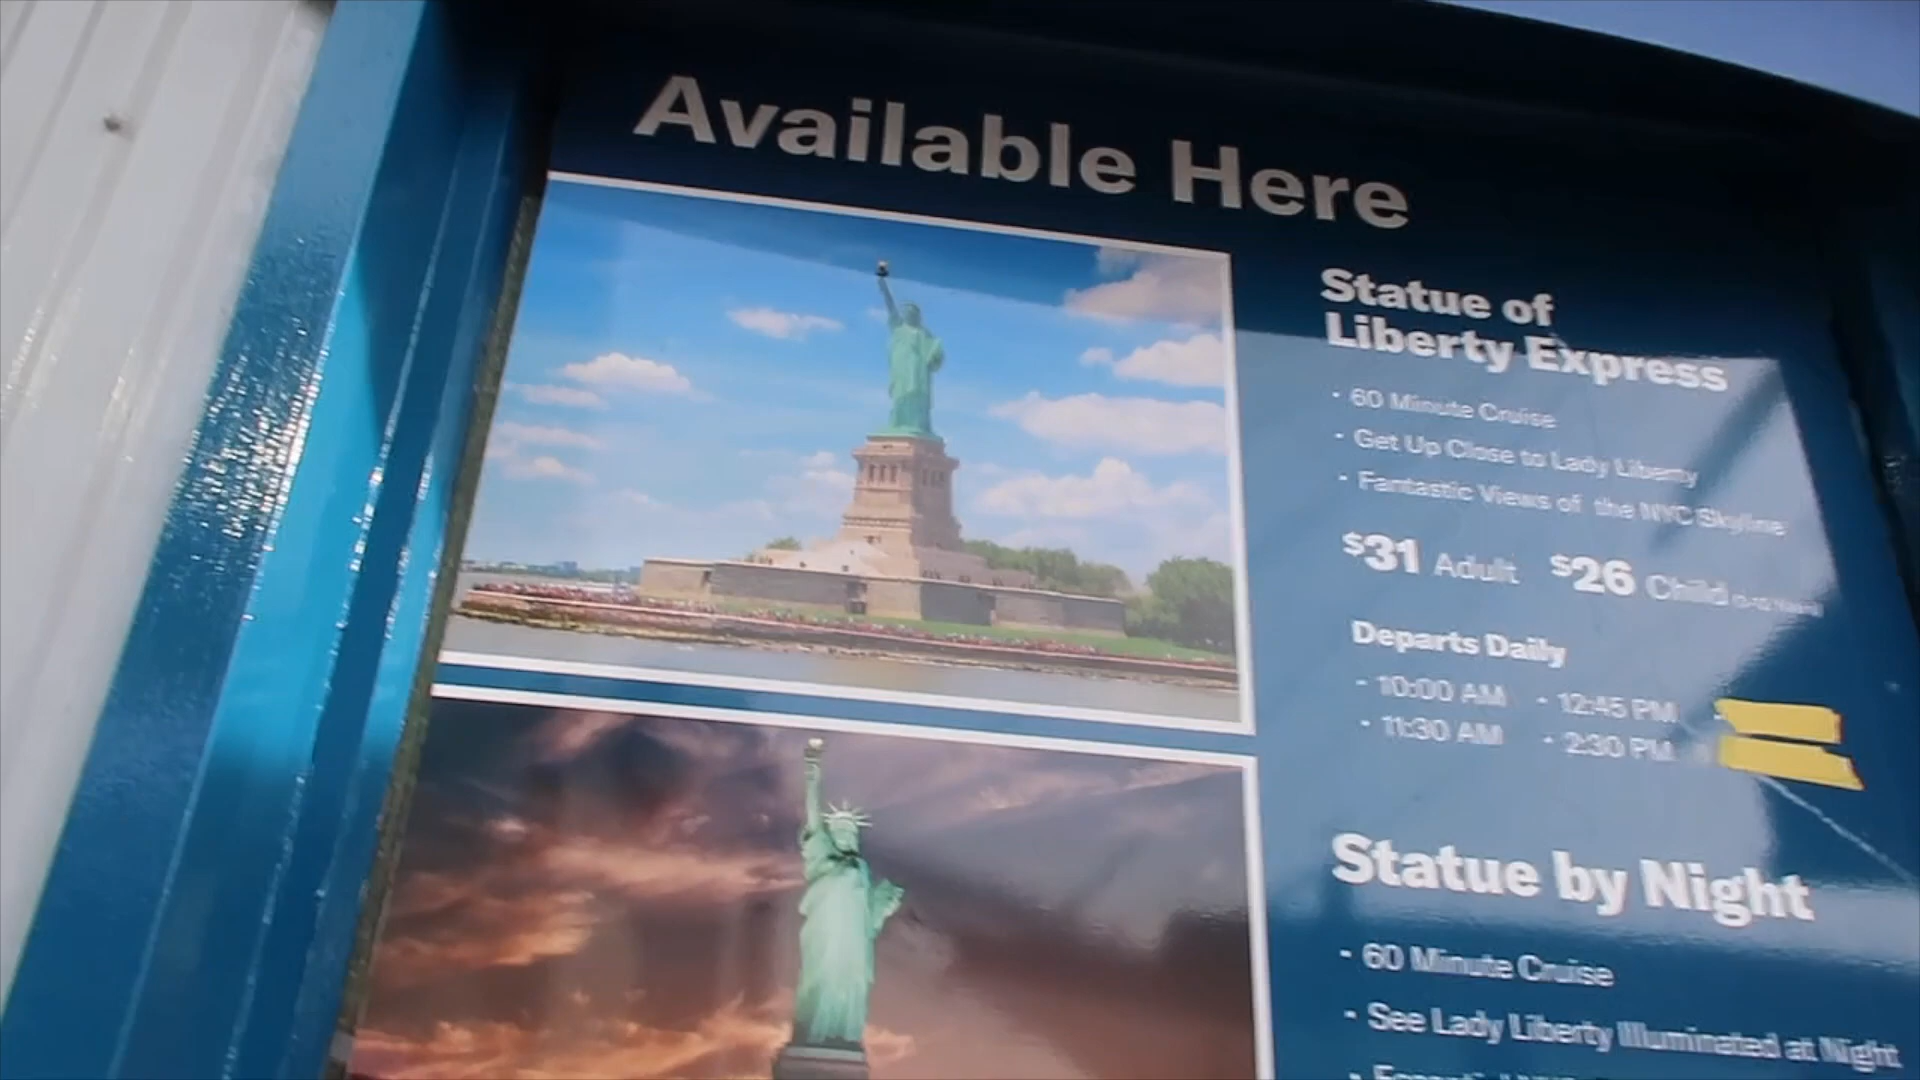 Available Here
Statue of
Liberty Express
· 60 Minute Cruise
· Get Up Close to Lady Liberty
· Fantastic Views of the NYC Skyline
$31 Adult $26 Child
Departs Daily
· 10:00 AM · 12:45 PM
· 11:30 AM · 2:30 PM
Statue by Night
· 60 Minute Cruise
· See Lady Liberty Illuminated at Night